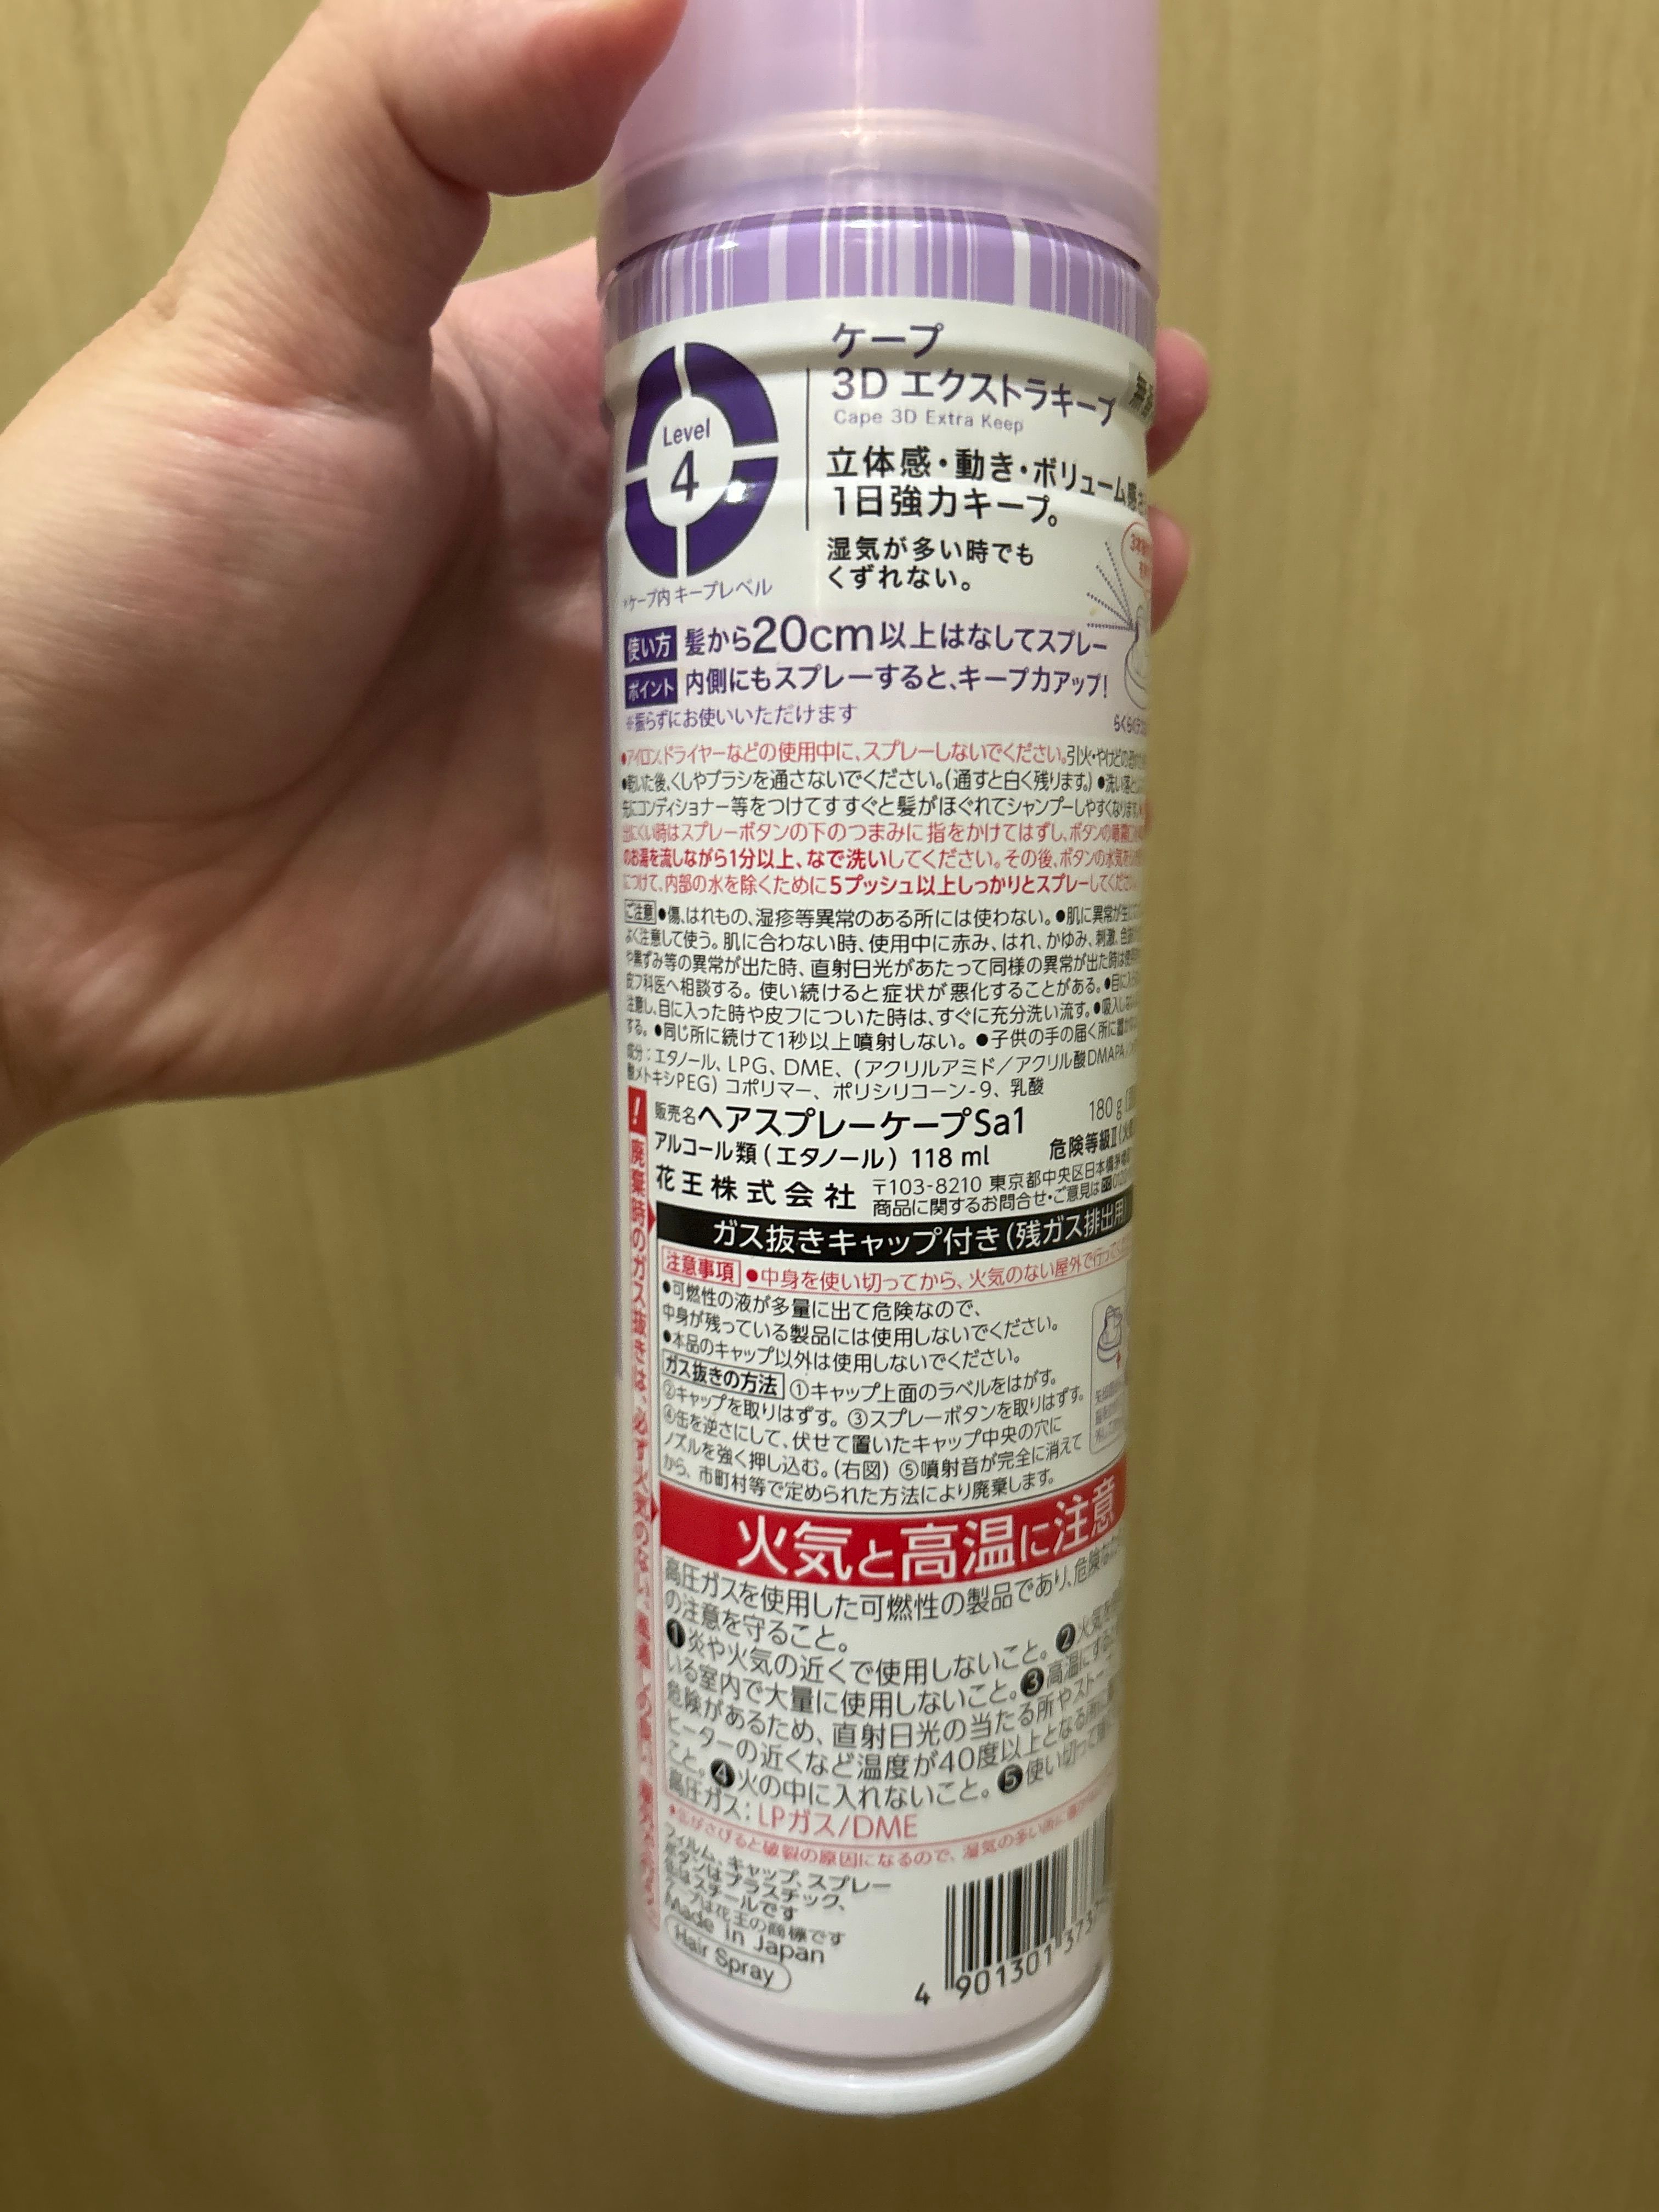 Level
4
*ケープ内 キープレベル
ケープ
3D エクストラキープ
Cape 3D Extra Keep
立体感・動き・ボリューム感
1日強力キープ。
湿気が多い時でも
くずれない。
使い方 髪から20cm以上はなしてスプレー
ポイント 内側にもスプレーすると、キープ力アップ!
※振らずにお使いいただけます
らくらく
●アイロン、ドライヤーなどの使用中に、スプレーしないでください。引火・やけどの
●乾いた後、くしやブラシを通さないでください。(通すと白く残ります。) ●洗い
先にコンディショナー等をつけてすすぐと髪がほぐれてシャンプーしやすくなります。
出にくい時はスプレーボタンの下のつまみに指をかけてはずし、ボタンの噴霧口
のお湯を流しながら1分以上、なで洗いしてください。その後、ボタンの水気を
につけて、内部の水を除くために5プッシュ以上しっかりとスプレーしてください
ご注意 ●傷、はれもの、湿疹等異常のある所には使わない。●肌に異常が
よく注意して使う。肌に合わない時、使用中に赤み、はれ、かゆみ、刺激、
や黒ずみ等の異常が出た時、直射日光があたって同様の異常が出た時は
皮フ科医へ相談する。使い続けると症状が悪化することがある。●目に
注意し、目に入った時や皮フについた時は、すぐに充分洗い流す。●吸入し
する。●同じ所に続けて1秒以上噴射しない。●子供の手の届く所に
成分:エタノール、LPG、DME、(アクリルアミド/アクリル酸DMAPA
酸メトキシPEG)コポリマー、ポリシリコーン-9、乳酸
販売名 ヘアスプレーケープSa1 180g
アルコール類(エタノール)118ml 危険等級Ⅱ
花王株式会社 〒103-8210 東京都中央区日本橋
商品に関するお問合せ・ご意見は
! 廃棄時のガス抜きは、必ず火気のない
ガス抜きキャップ付き(残ガス排出用)
注意事項 ●中身を使い切ってから、火気のない屋外で行って
●可燃性の液が多量に出て危険なので、
中身が残っている製品には使用しないでください。
●本品のキャップ以外は使用しないでください。
ガス抜きの方法 ①キャップ上面のラベルをはがす。
②キャップを取りはずす。③スプレーボタンを取りはずす。
④缶を逆さにして、伏せて置いたキャップ中央の穴に
ノズルを強く押し込む。(右図) ⑤噴射音が完全に消えて
から、市町村等で定められた方法により廃棄します。
火気と高温に注意
高圧ガスを使用した可燃性の製品であり、危険な
の注意を守ること。
❶炎や火気の近くで使用しないこと。❷火気を
いる室内で大量に使用しないこと。❸高温にする
危険があるため、直射日光の当たる所やストー
ヒーターの近くなど温度が40度以上となる所に
こと。❹火の中に入れないこと。❺使い切って
高圧ガス:LPガス/DME
缶がさびると破裂の原因になるので、湿気の多い所に
フィルム、キャップ、スプレー
ボタンはプラスチック、
缶はスチールです
ケープは花王の商標です
Made in Japan
Hair Spray
4 901301 373